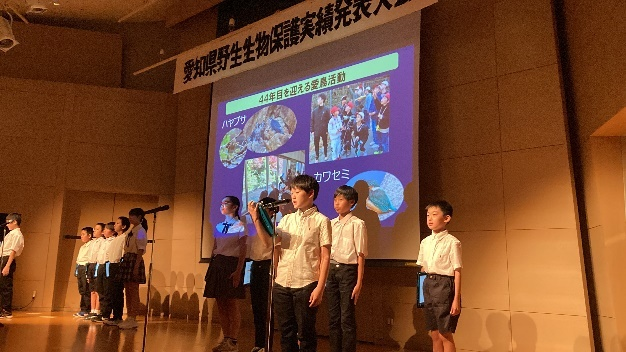 愛知県野生生物保護実績発表大会
44年目を迎える愛鳥活動
ハヤブサ
カワセミ